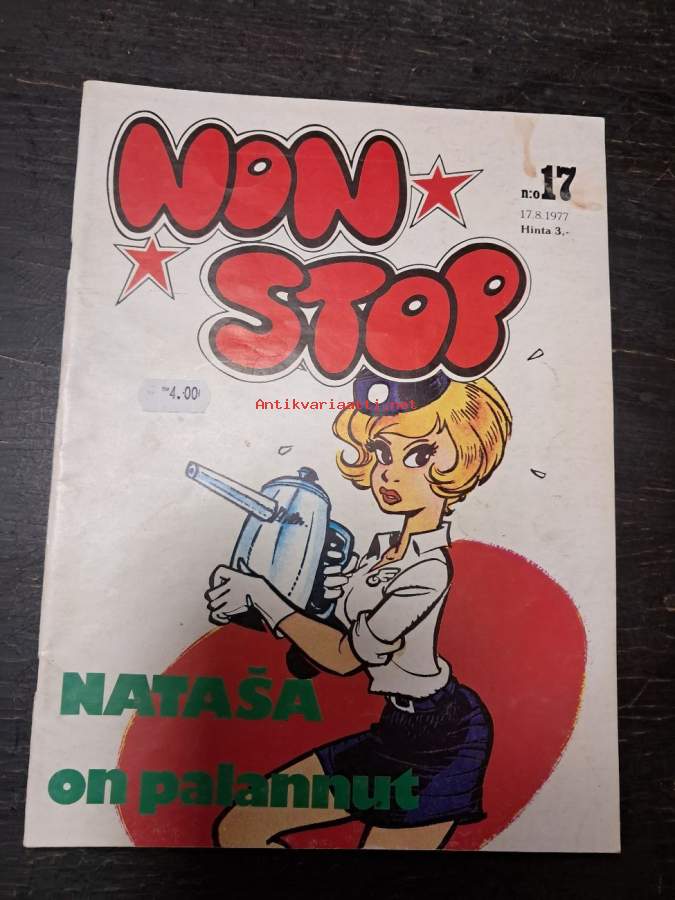 NON
STOP
n:o 17
17.8.1977
Hinta 3,-
4.00
Antikvariaatti.net
NATAŠA
on palannut